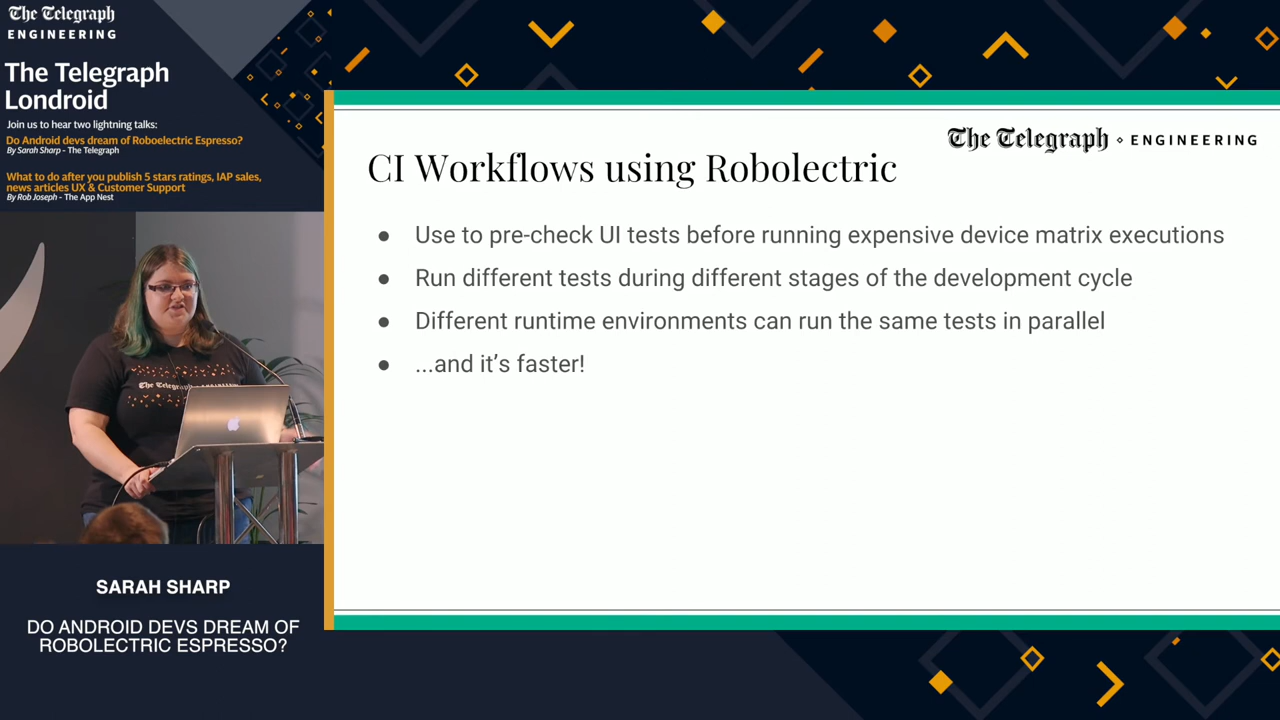 The Telegraph
ENGINEERING
The Telegraph
Londroid
Join us to hear two lightning talks:
Do Android devs dream of Roboelectric Espresso?
By Sarah Sharp - The Telegraph
What to do after you publish 5 stars ratings, IAP sales,
news articles UX & Customer Support
By Rob Joseph - The App Nest
The Telegraph ENGINEERING
CI Workflows using Robolectric
● Use to pre-check UI tests before running expensive device matrix executions
● Run different tests during different stages of the development cycle
● Different runtime environments can run the same tests in parallel
● ...and it’s faster!
The Telegraph
SARAH SHARP
DO ANDROID DEVS DREAM OF
ROBOLECTRIC ESPRESSO?